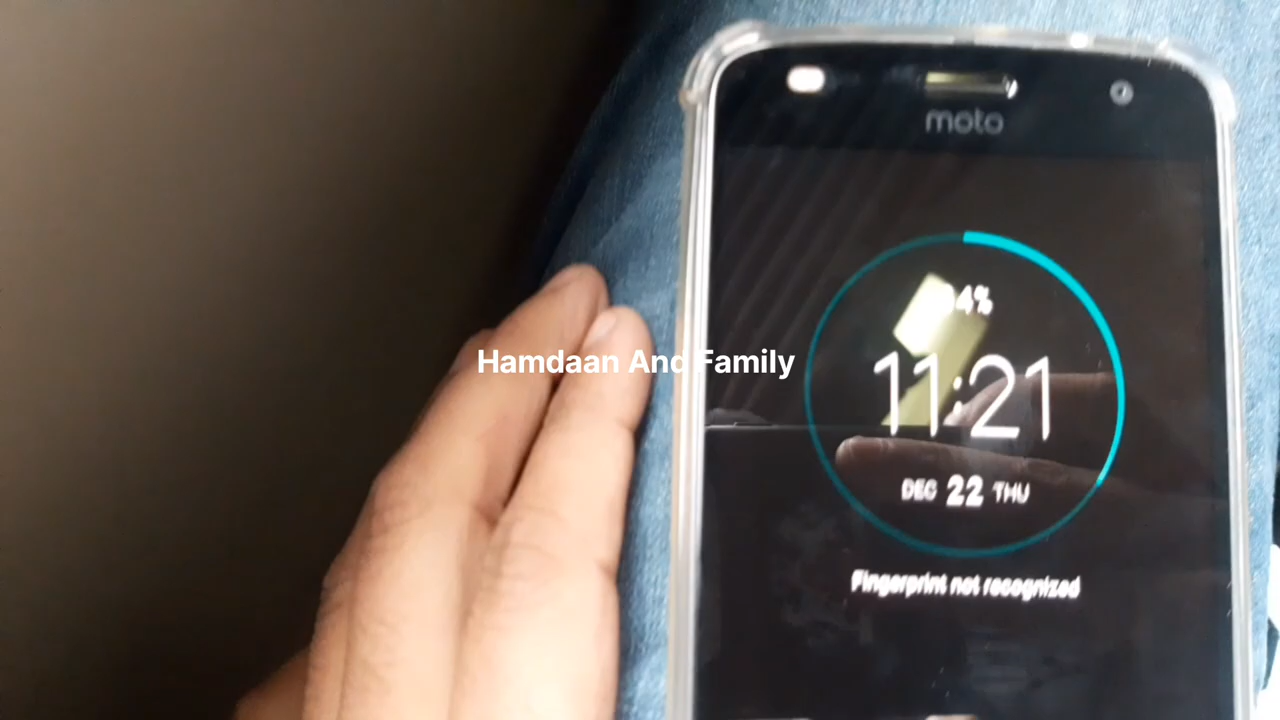 moto
11:21
DEC 22 THU
Fingerprint not recognized
Hamdaan And Family